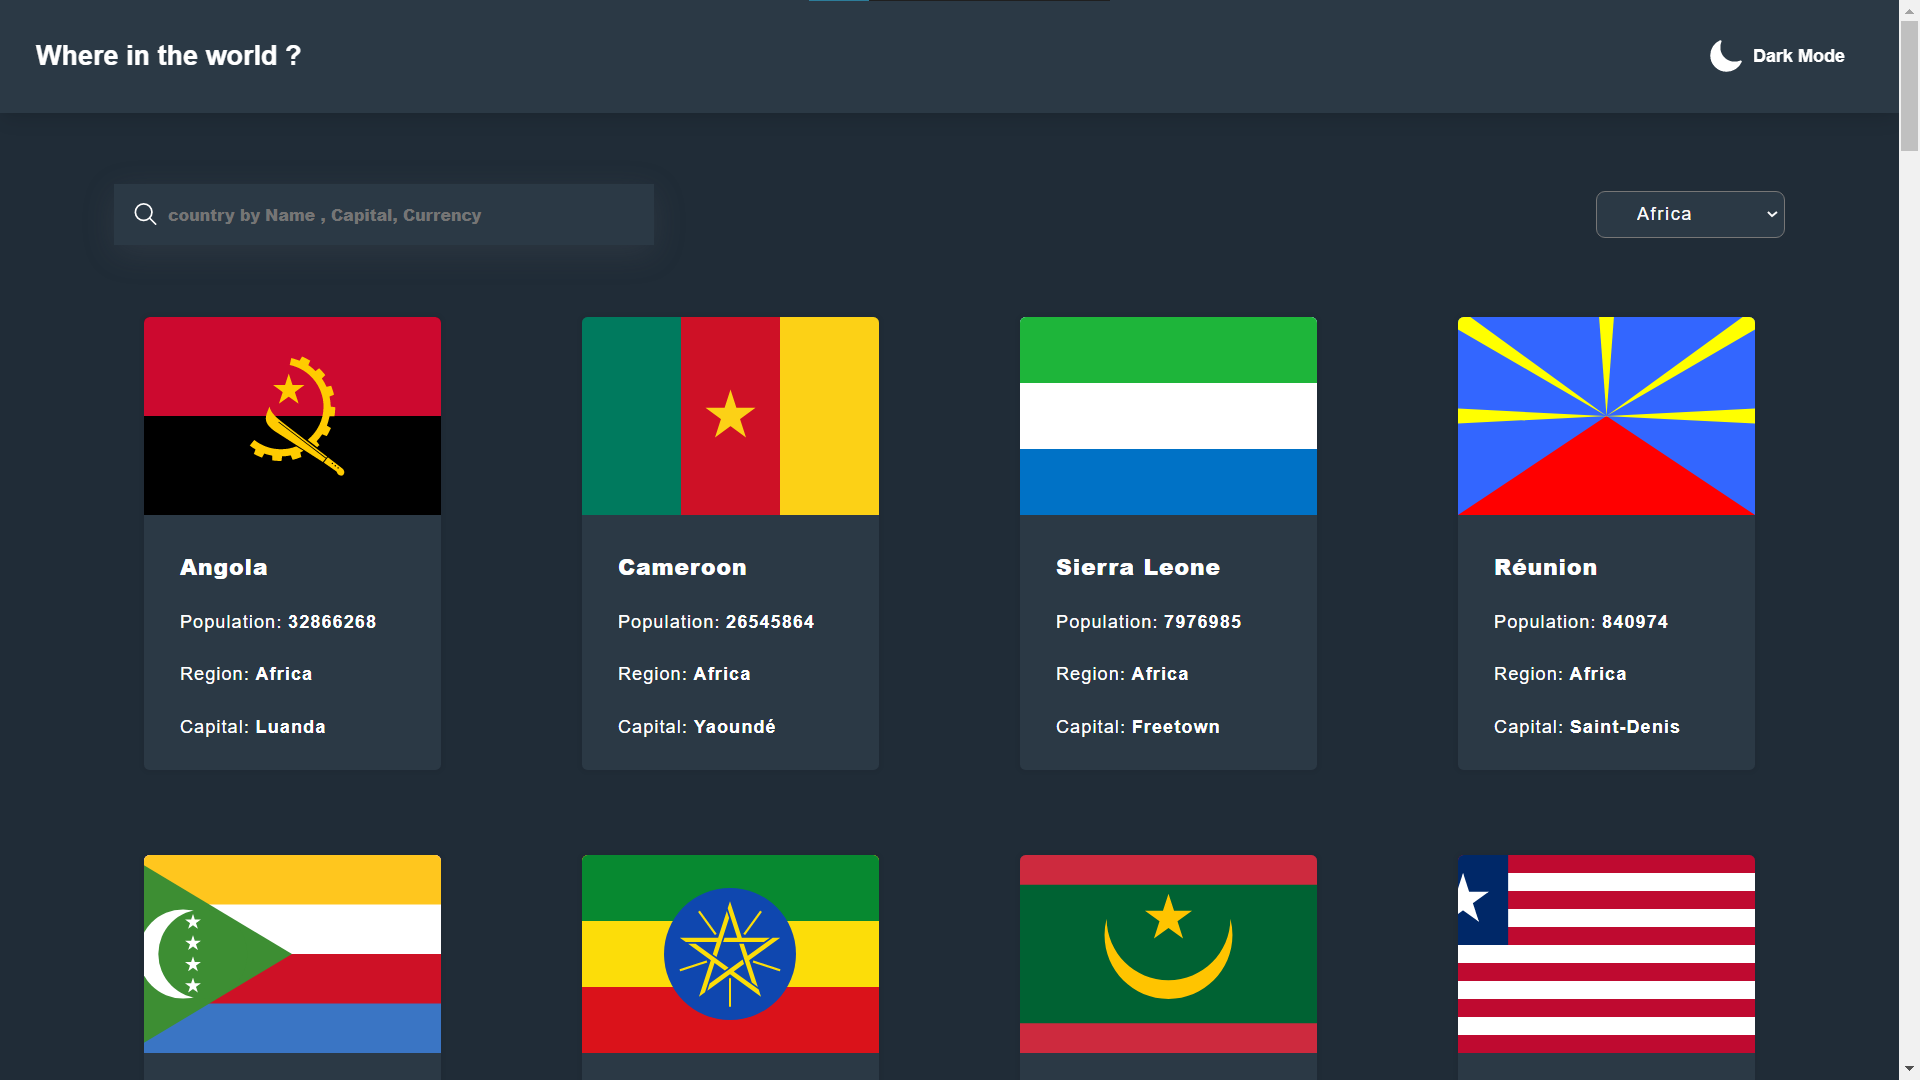 Where in the world ?
Dark Mode
country by Name , Capital, Currency
Africa
Angola
Population: 32866268
Region: Africa
Capital: Luanda
Cameroon
Population: 26545864
Region: Africa
Capital: Yaoundé
Sierra Leone
Population: 7976985
Region: Africa
Capital: Freetown
Réunion
Population: 840974
Region: Africa
Capital: Saint-Denis